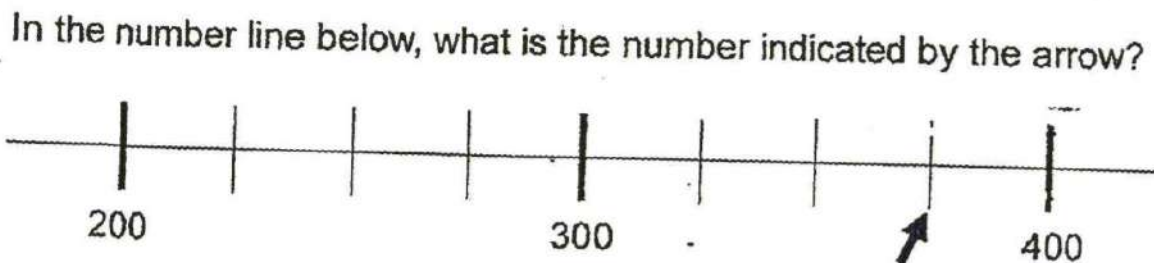 In the number line below, what is the number indicated by the arrow?
200 300 400